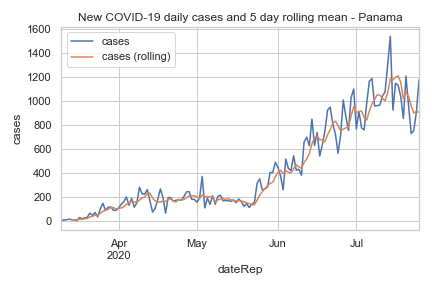 New COVID-19 daily cases and 5 day rolling mean - Panama
cases
cases (rolling)
1600
1400
1200
1000
800
600
400
200
0
cases
Apr
2020
May
Jun
Jul
dateRep